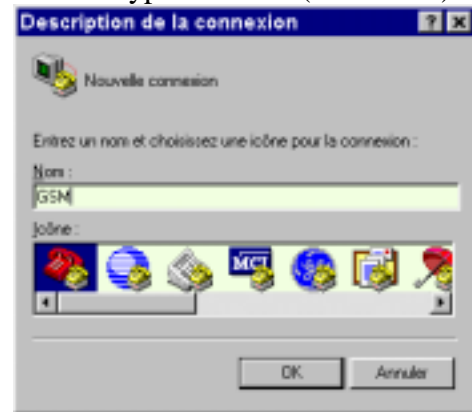 Description de la connexion
Nouvelle connexion
Entrez un nom et choisissez une icône pour la connexion :
Nom :
GSM
Icône :
MCI
OK
Annuler